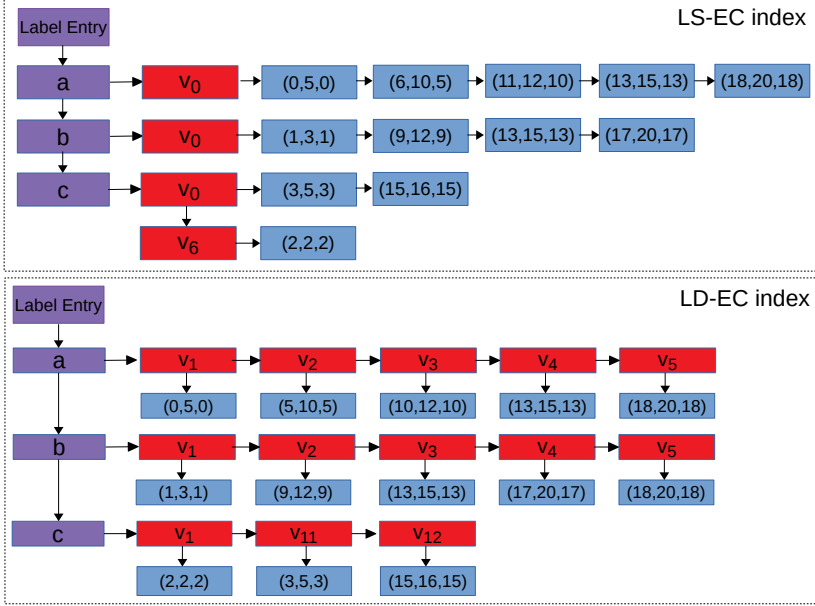 LS-EC index
Label Entry
a v0 (0,5,0) (6,10,5) (11,12,10) (13,15,13) (18,20,18)
b v0 (1,3,1) (9,12,9) (13,15,13) (17,20,17)
c v0 (3,5,3) (15,16,15)
v6 (2,2,2)
LD-EC index
Label Entry
a v1 v2 v3 v4 v5
(0,5,0) (5,10,5) (10,12,10) (13,15,13) (18,20,18)
b v1 v2 v3 v4 v5
(1,3,1) (9,12,9) (13,15,13) (17,20,17) (18,20,18)
c v1 v11 v12
(2,2,2) (3,5,3) (15,16,15)